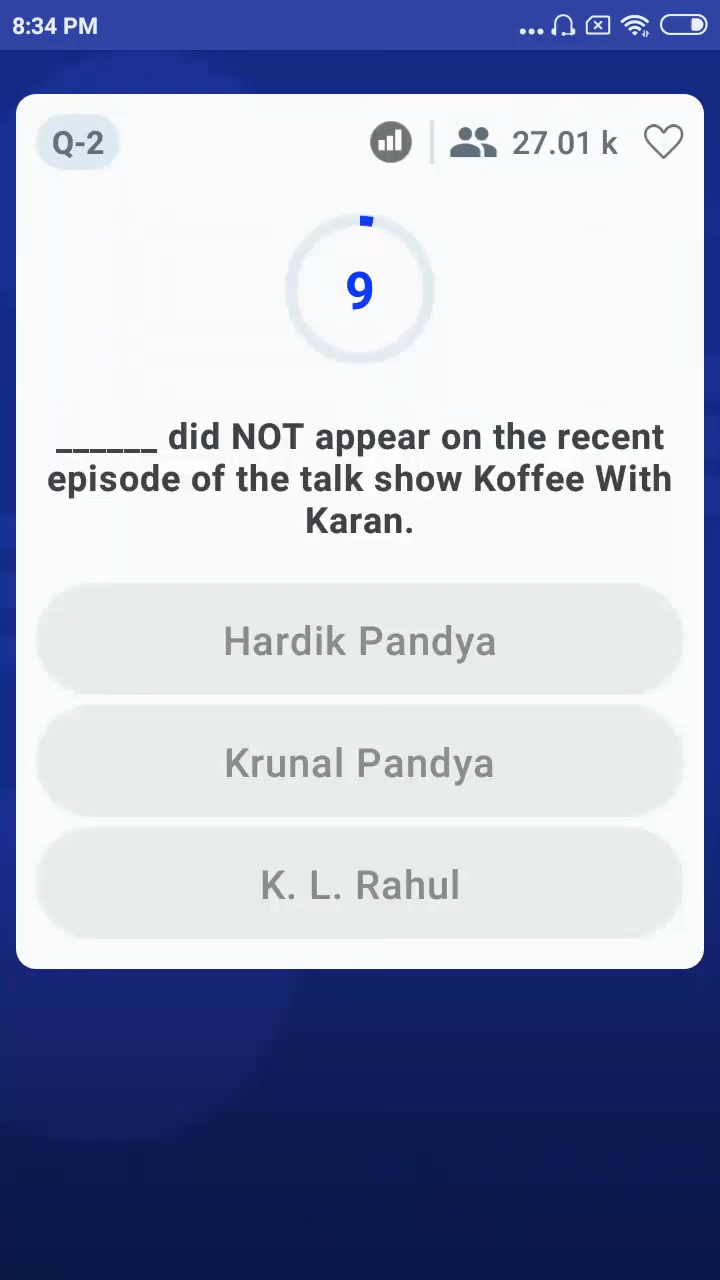 8:34 PM
Q-2
27.01 k
9
______ did NOT appear on the recent
episode of the talk show Koffee With
Karan.
Hardik Pandya
Krunal Pandya
K. L. Rahul